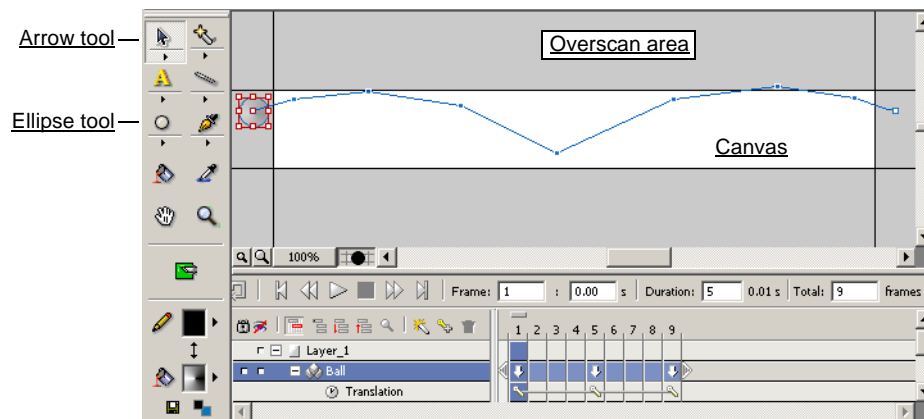 Arrow tool
Overscan area
Ellipse tool
Canvas
100%
Frame: 1 : 0.00 s Duration: 5 0.01 s Total: 9 frames
1 2 3 4 5 6 7 8 9
Layer_1
Ball
Translation